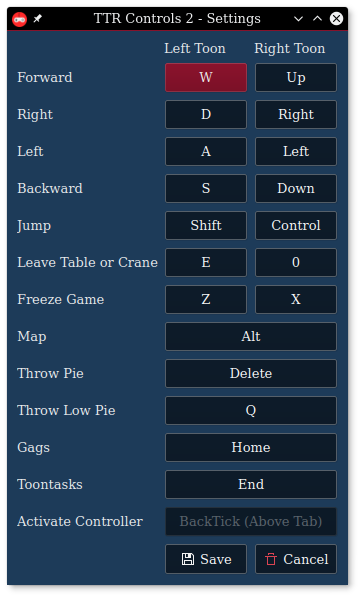 TTR Controls 2 - Settings
Left Toon Right Toon
Forward W Up
Right D Right
Left A Left
Backward S Down
Jump Shift Control
Leave Table or Crane E 0
Freeze Game Z X
Map Alt
Throw Pie Delete
Throw Low Pie Q
Gags Home
Toontasks End
Activate Controller BackTick (Above Tab)
Save Cancel